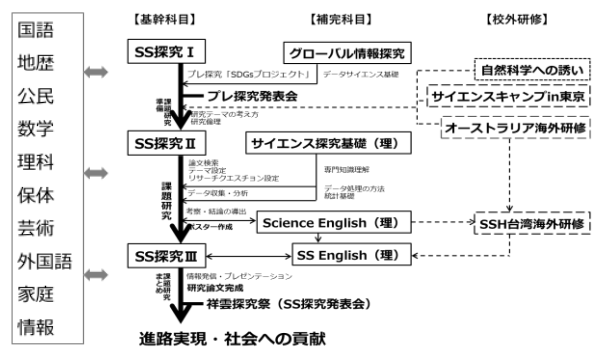 【基幹科目】
【補完科目】
【校外研修】
国語
地歴
公民
数学
理科
保体
芸術
外国語
家庭
情報
SS探究Ⅰ
グローバル情報探究
プレ探究「SDGsプロジェクト」
データサイエンス基礎
プレ探究発表会
課題研究
準備
研究テーマの考え方
研究倫理
自然科学への誘い
サイエンスキャンプin東京
オーストラリア海外研修
SS探究Ⅱ
サイエンス探究基礎（理）
論文検索
テーマ設定
リサーチクエスチョン設定
専門知識理解
課題研究
データ収集・分析
データ処理の方法
統計基礎
考察・結論の導出
ポスター作成
Science English（理）
SSH台湾海外研修
SS探究Ⅲ
SS English（理）
課題研究
まとめ
情報発信・プレゼンテーション
研究論文完成
祥雲探究祭（SS探究発表会）
進路実現・社会への貢献